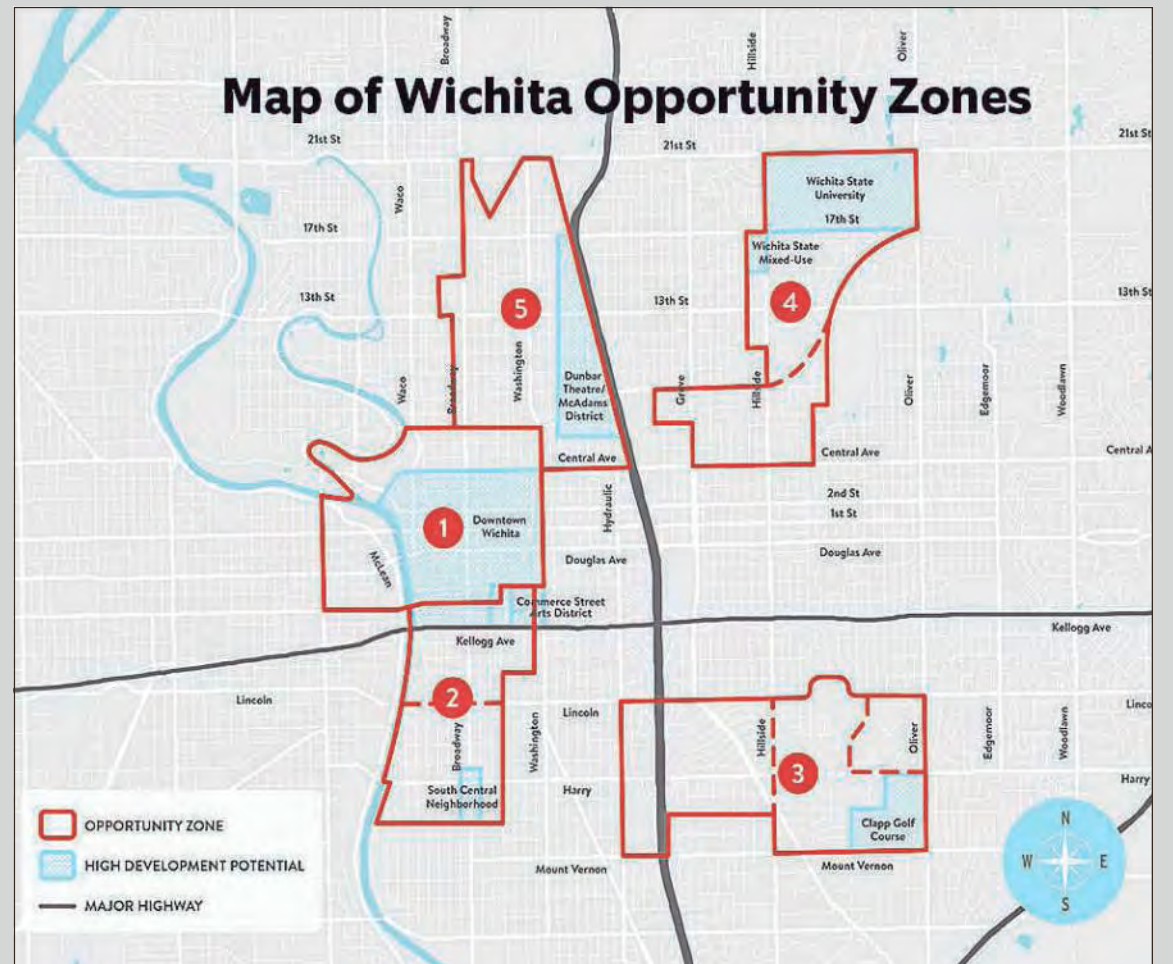 Broadway
Hillside
Oliver
Map of Wichita Opportunity Zones
21st St
21st St
21st St
Waco
Wichita State
University
17th St
17th St
Wichita State
Mixed-Use
13th St
13th St
13th St
5
4
Waco
Broadway
Washington
Dunbar
Theatre/
McAdams
District
Grove
Hillside
Oliver
Edgemoor
Woodlawn
Central Ave
Central Ave
Central A
Hydraulic
2nd St
1st St
1
Downtown
Wichita
McLean
Douglas Ave
Douglas Ave
Commerce Street
Arts District
Kellogg Ave
Kellogg Ave
2
Lincoln
Lincoln
Linco
Broadway
Washington
Hillside
Oliver
Edgemoor
Woodlawn
3
South Central
Neighborhood
Harry
Harry
Clapp Golf
Course
Mount Vernon
Mount Vernon
OPPORTUNITY ZONE
HIGH DEVELOPMENT POTENTIAL
MAJOR HIGHWAY
N
W
E
S